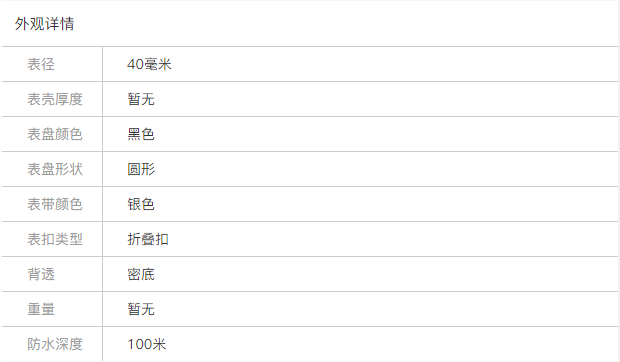 外观详情
表径 40毫米
表壳厚度 暂无
表盘颜色 黑色
表盘形状 圆形
表带颜色 银色
表扣类型 折叠扣
背透 密底
重量 暂无
防水深度 100米